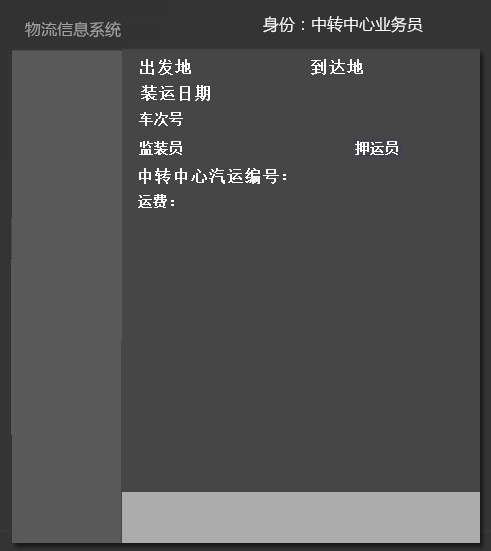 物流信息系统
身份：中转中心业务员
出发地 到达地
装运日期
车次号
监装员 押运员
中转中心汽运编号：
运费：